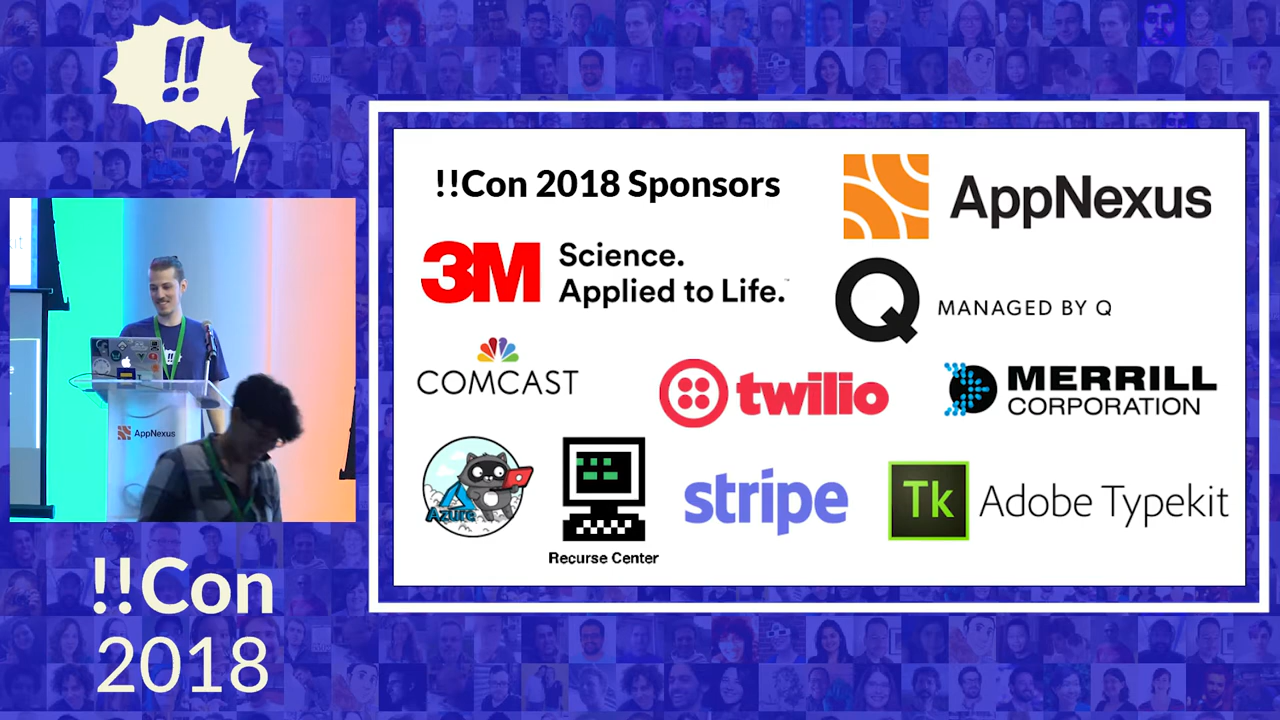 !!
!!Con 2018 Sponsors
AppNexus
3M Science.
Applied to Life.™
Q MANAGED BY Q
COMCAST
twilio
MERRILL
CORPORATION
Azure
Recurse Center
stripe
Tk Adobe Typekit
AppNexus
!!Con
2018